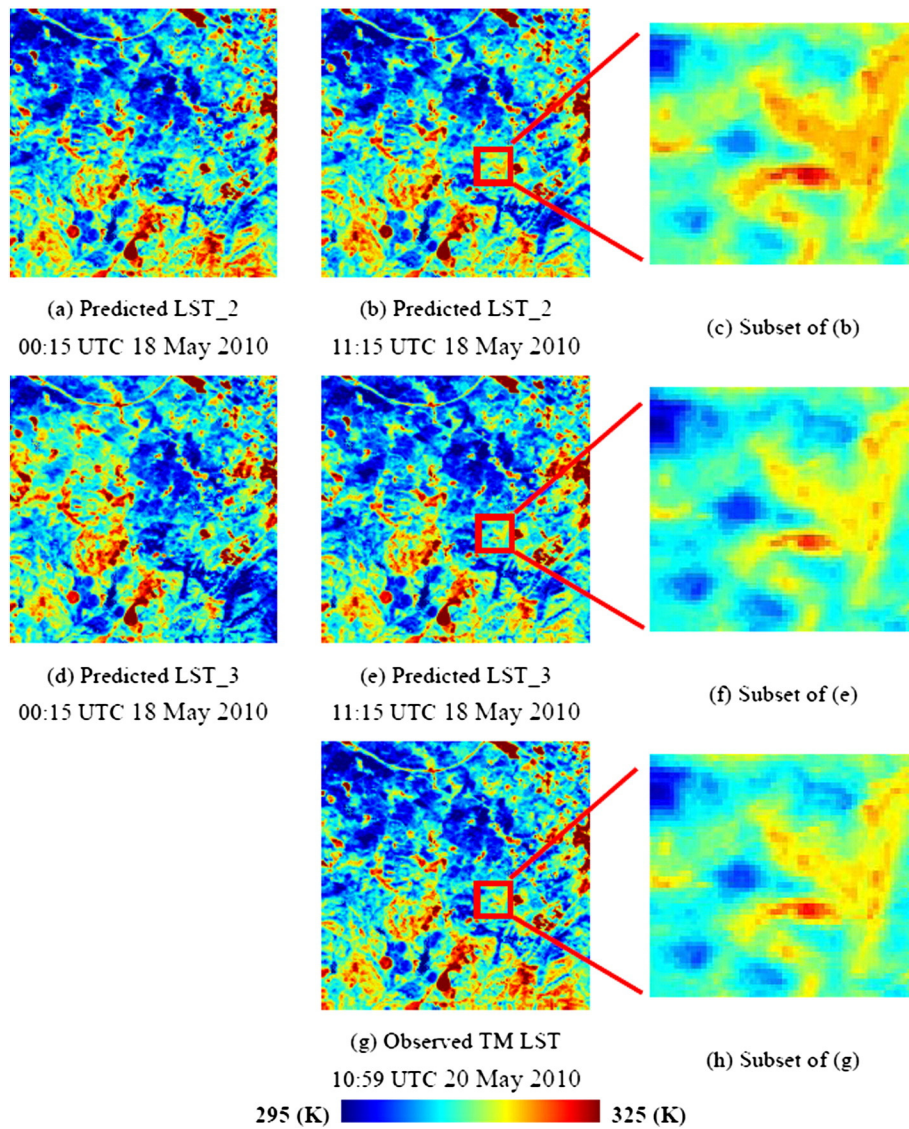 (a) Predicted LST_2
00:15 UTC 18 May 2010
(b) Predicted LST_2
11:15 UTC 18 May 2010
(c) Subset of (b)
(d) Predicted LST_3
00:15 UTC 18 May 2010
(e) Predicted LST_3
11:15 UTC 18 May 2010
(f) Subset of (e)
(g) Observed TM LST
10:59 UTC 20 May 2010
(h) Subset of (g)
295 (K) 325 (K)